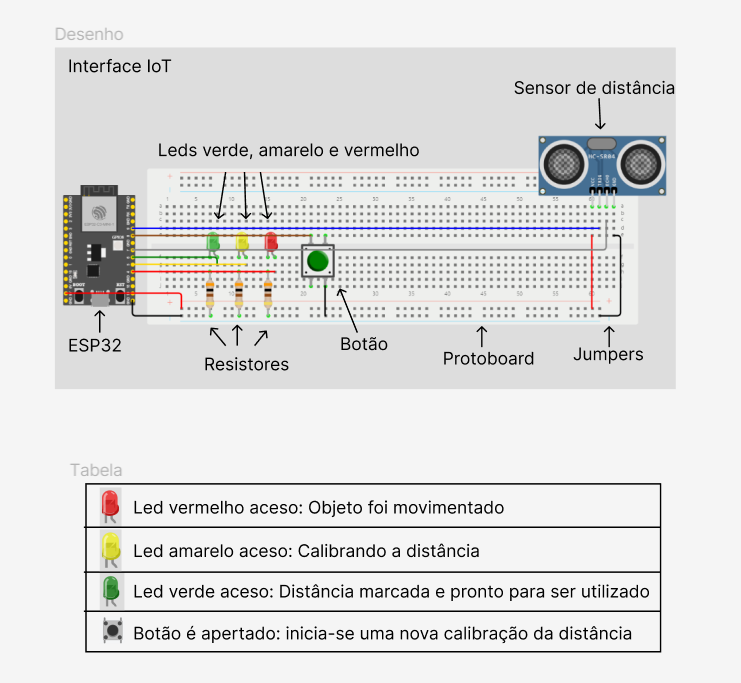 Desenho
Interface IoT
Sensor de distância
Leds verde, amarelo e vermelho
HC-SR04
ESP32
Resistores
Botão
Protoboard
Jumpers
Tabela
Led vermelho aceso: Objeto foi movimentado
Led amarelo aceso: Calibrando a distância
Led verde aceso: Distância marcada e pronto para ser utilizado
Botão é apertado: inicia-se uma nova calibração da distância